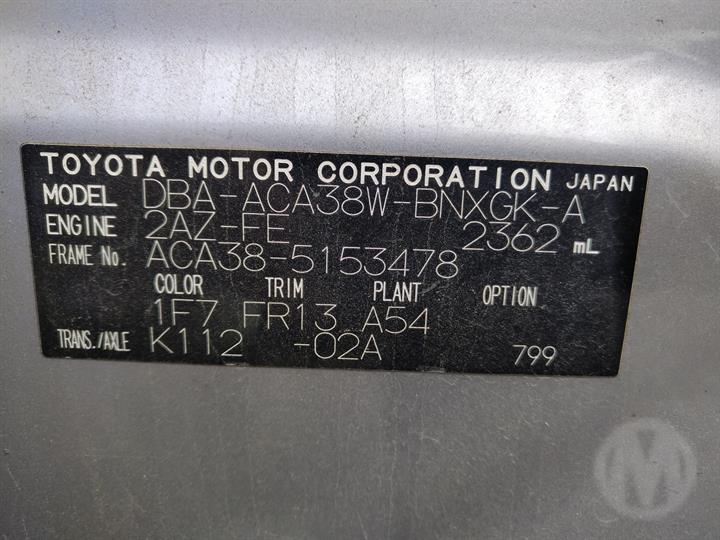 TOYOTA MOTOR CORPORATION JAPAN
MODEL DBA-ACA38W-BNXGK-A
ENGINE 2AZ-FE 2362 mL
FRAME No. ACA38-5153478
COLOR TRIM PLANT OPTION
1F7 FR13 A54
TRANS./AXLE K112 -02A 799
M